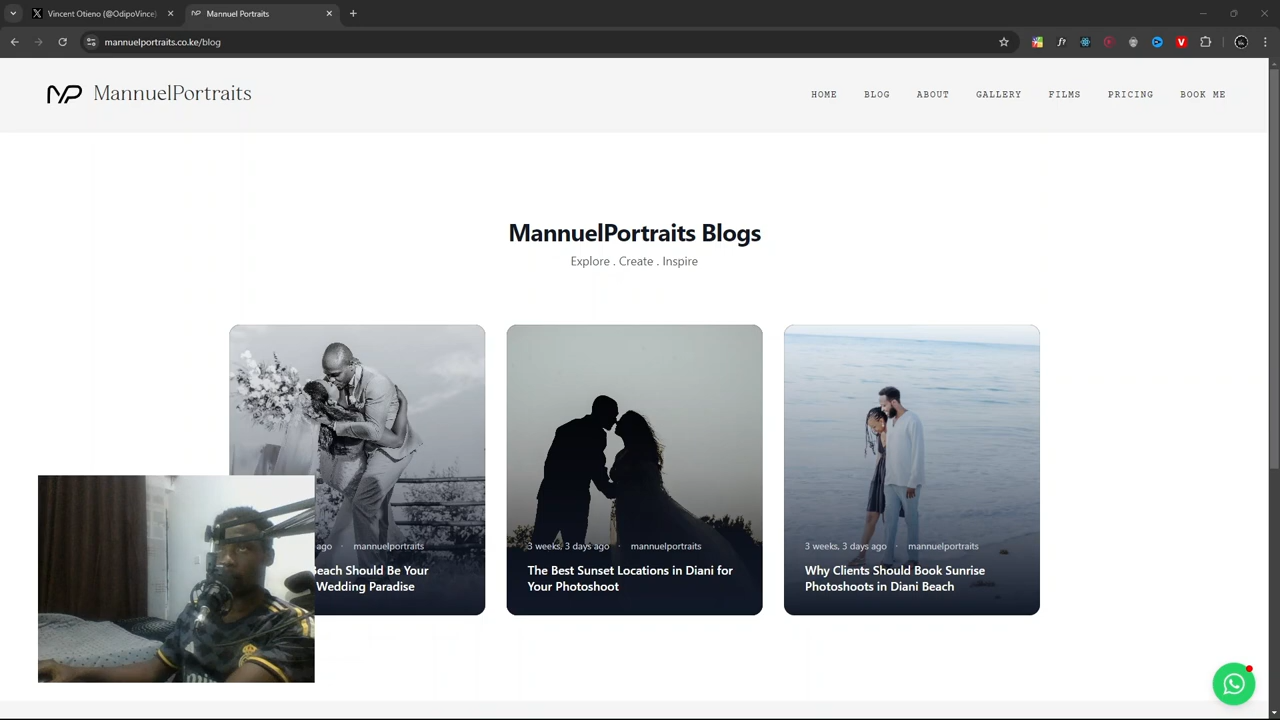 Vincent Otieno (@OdipoVince)
Mannuel Portraits
mannuelportraits.co.ke/blog
MannuelPortraits
HOME
BLOG
ABOUT
GALLERY
FILMS
PRICING
BOOK ME
MannuelPortraits Blogs
Explore . Create . Inspire
ago · mannuelportraits
Beach Should Be Your
Wedding Paradise
3 weeks, 3 days ago · mannuelportraits
The Best Sunset Locations in Diani for
Your Photoshoot
3 weeks, 3 days ago · mannuelportraits
Why Clients Should Book Sunrise
Photoshoots in Diani Beach